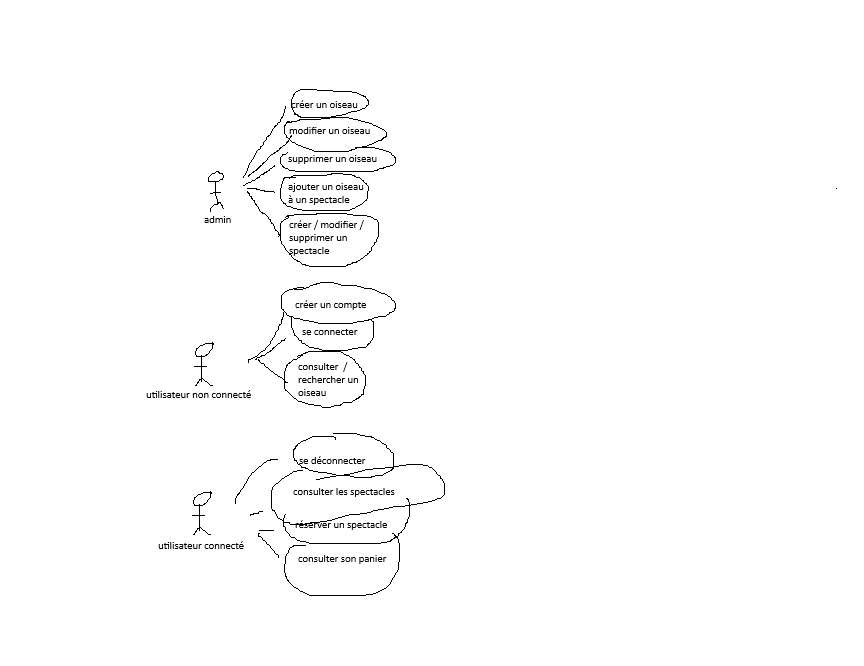 créer un oiseau
modifier un oiseau
supprimer un oiseau
ajouter un oiseau
à un spectacle
admin
créer / modifier /
supprimer un
spectacle
créer un compte
se connecter
consulter /
rechercher un
oiseau
utilisateur non connecté
se déconnecter
consulter les spectacles
réserver un spectacle
utilisateur connecté
consulter son panier